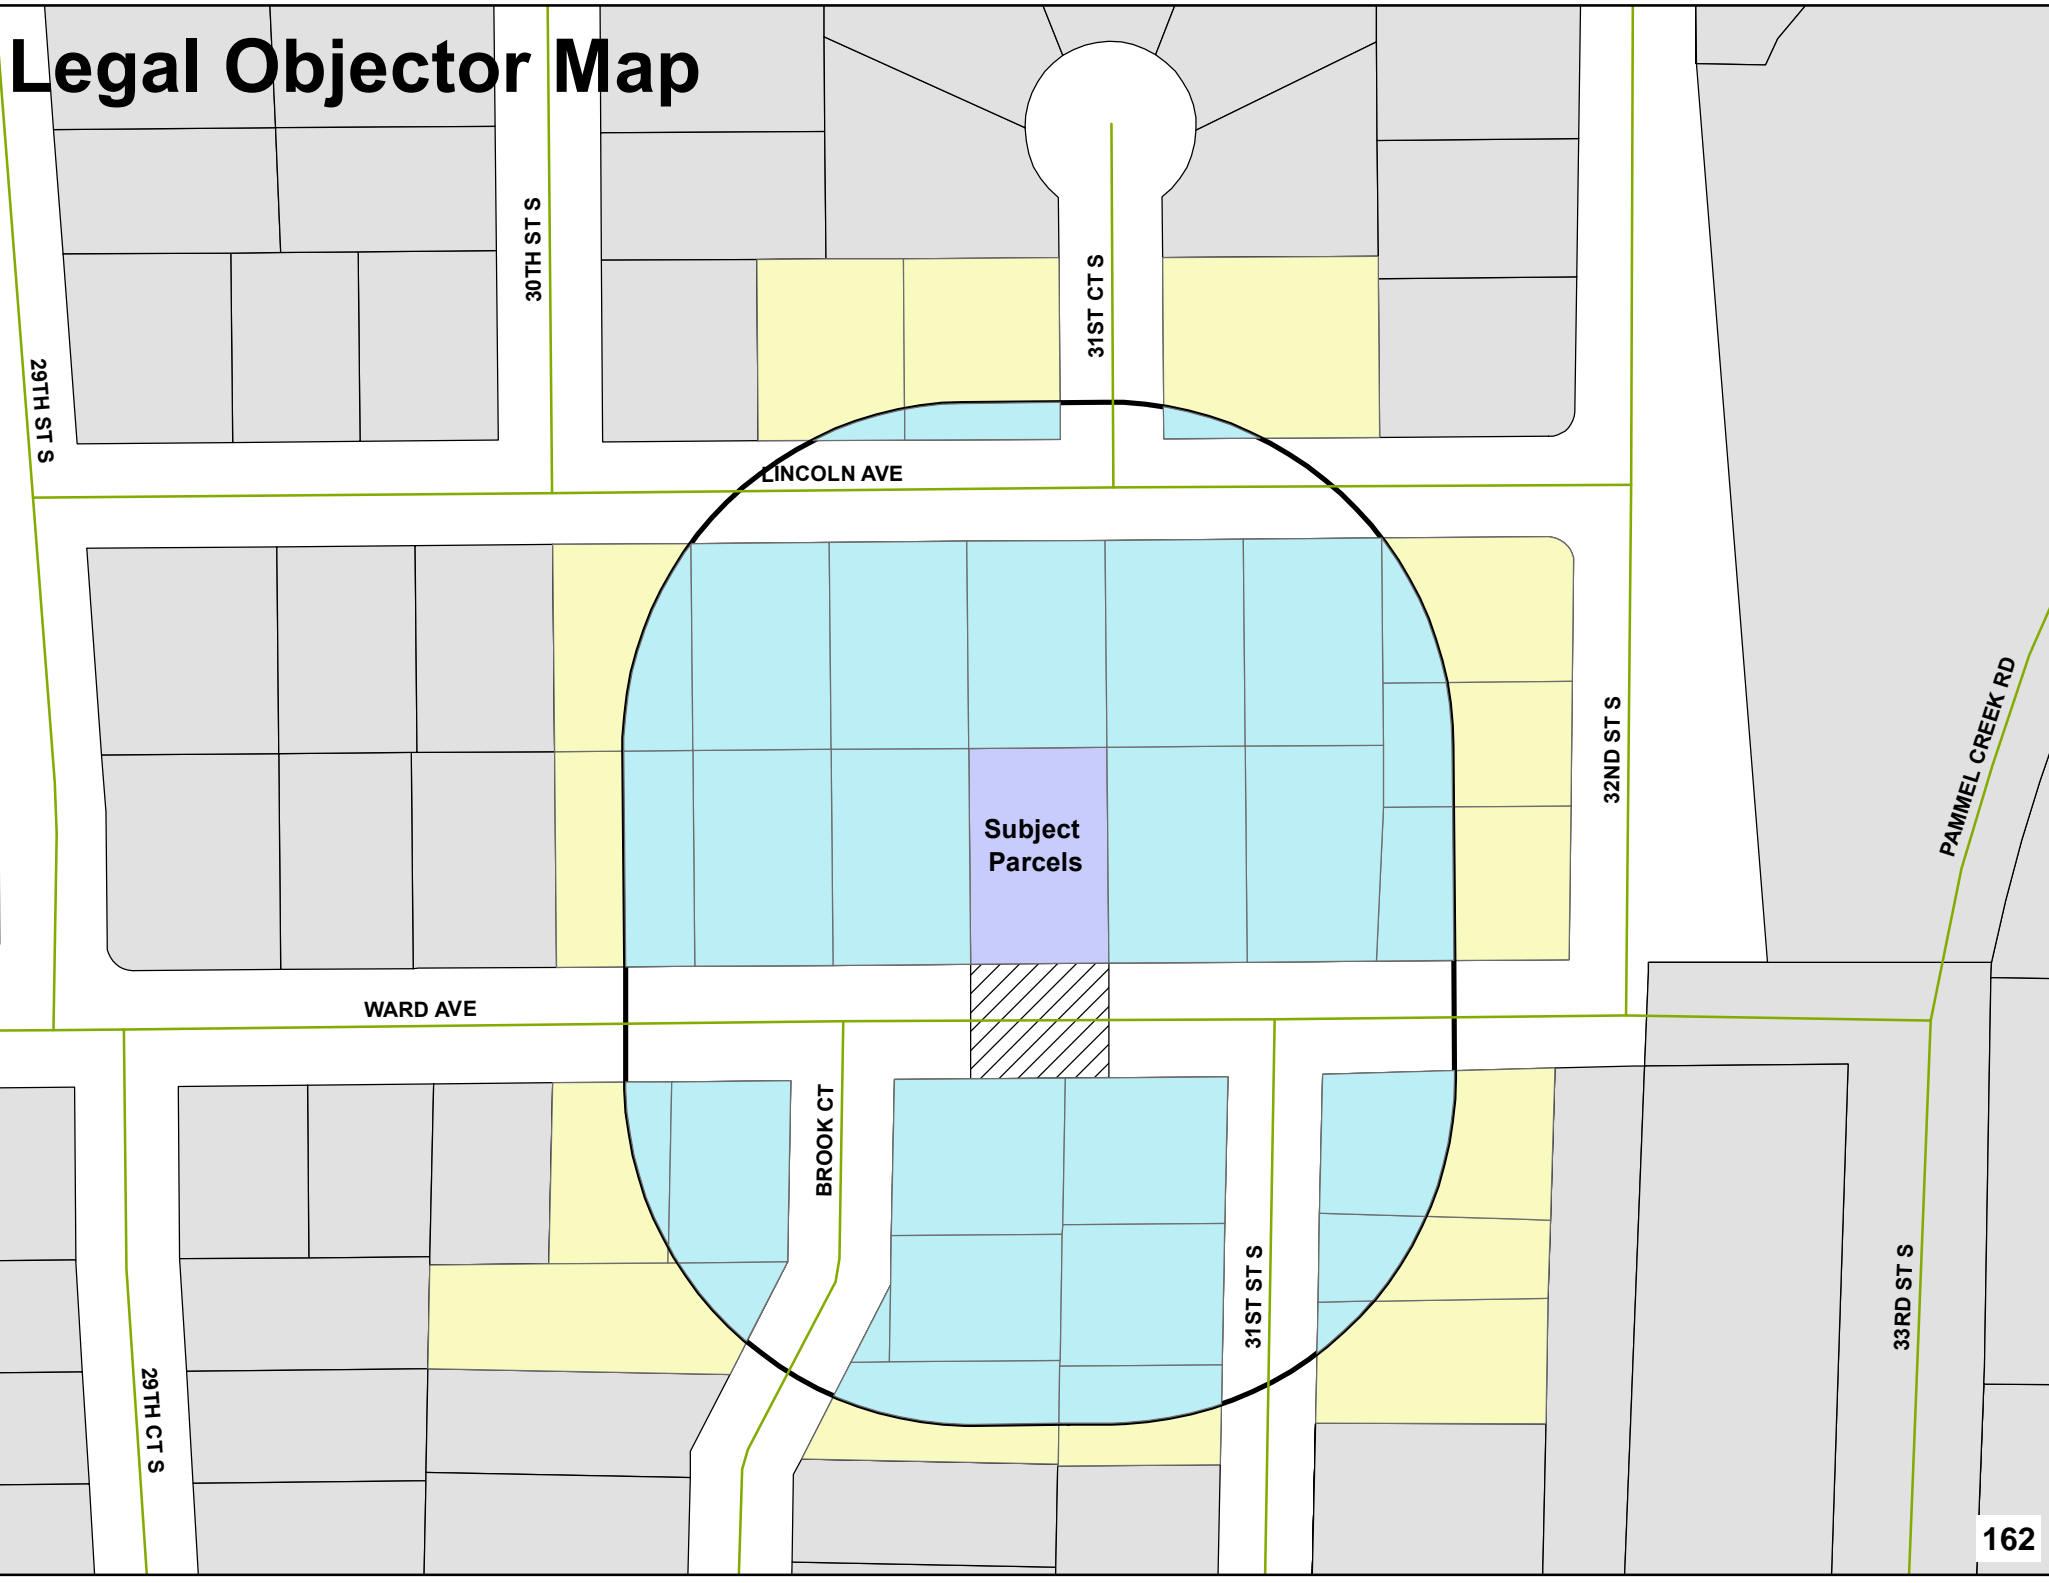 Legal Objector Map
30TH ST S
31ST CT S
29TH ST S
LINCOLN AVE
32ND ST S
PAMMEL CREEK RD
Subject
Parcels
WARD AVE
BROOK CT
31ST ST S
33RD ST S
29TH CT S
162